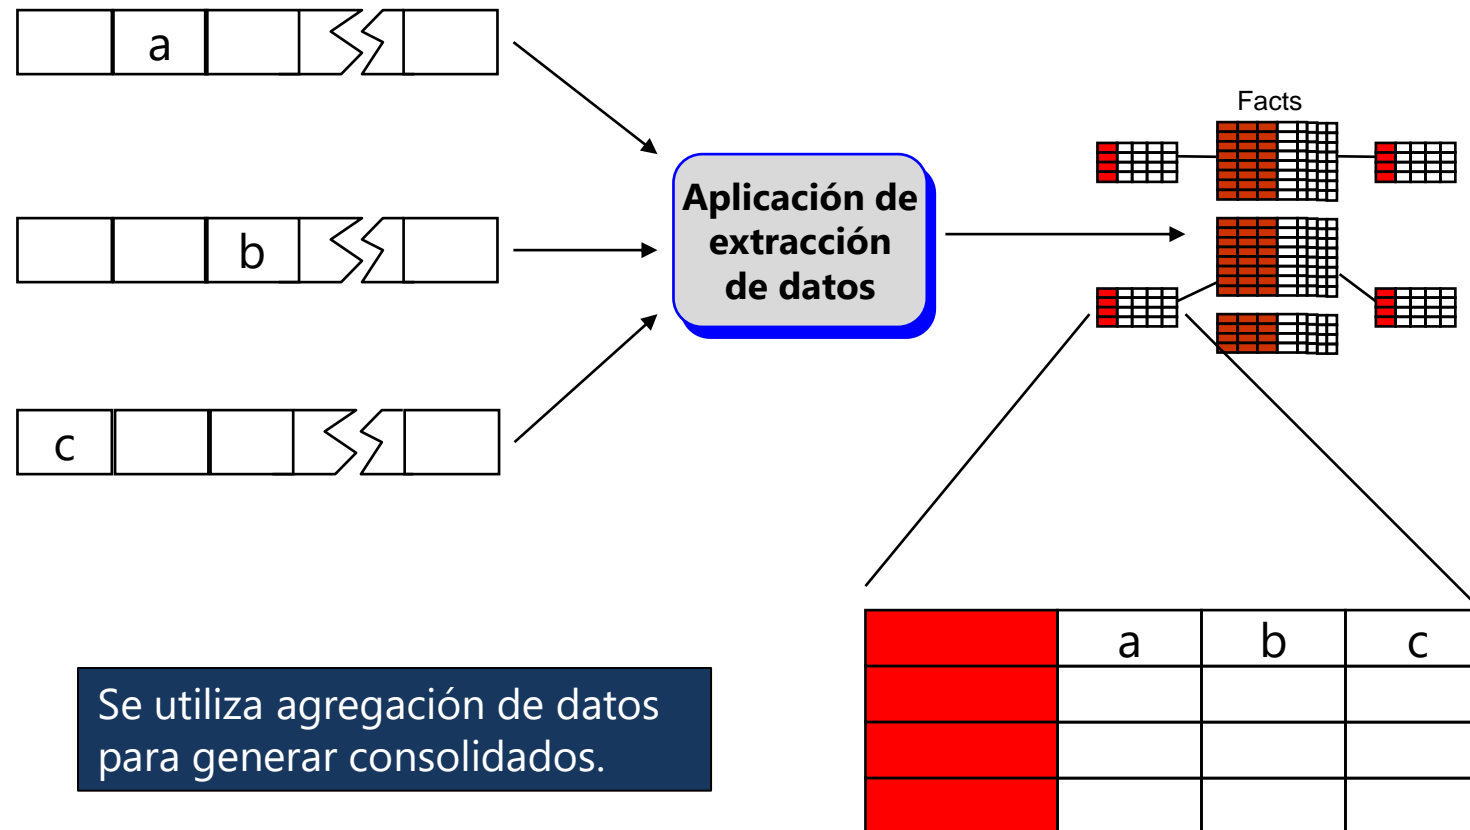 a
b
c
Aplicación de
extracción
de datos
Facts
a b c
Se utiliza agregación de datos
para generar consolidados.